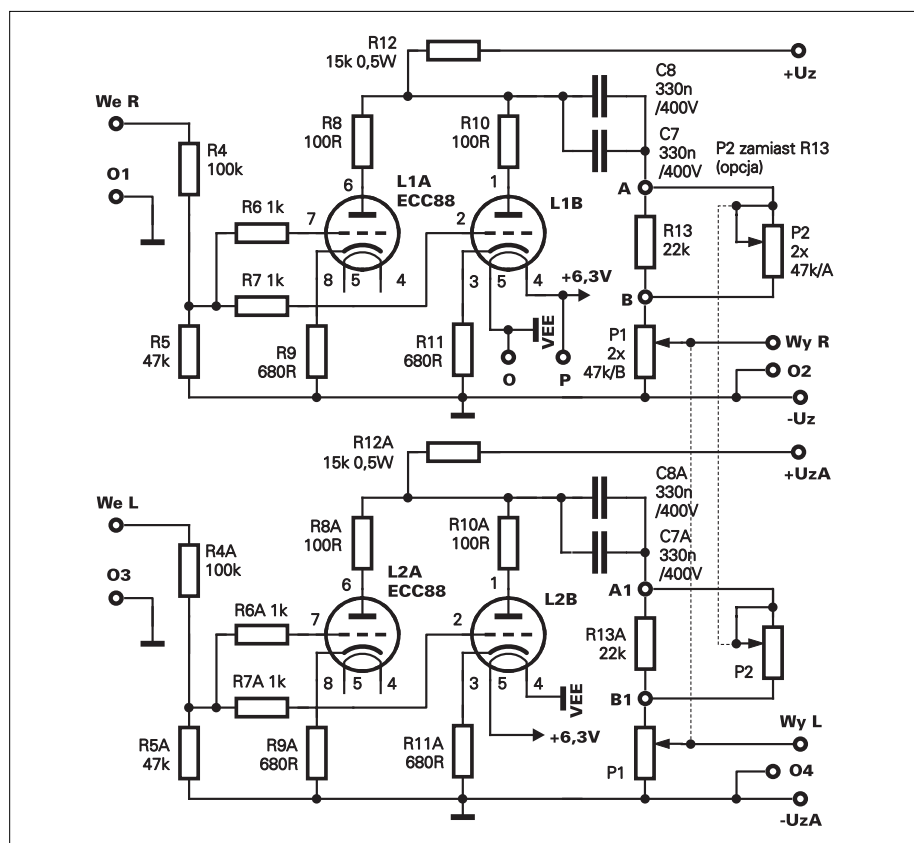 R12
15k 0,5W
+Uz
C8
330n
/400V
We R
R4
100k
R8
100R
R10
100R
C7
330n
/400V
P2 zamiast R13
(opcja)
O1
6
L1A
ECC88
1
L1B
A
R6 1k
7
2
R13
22k
P2
2x
47k/A
R7 1k
8
5
4
3
5
4
+6,3V
B
R5
47k
R9
680R
R11
680R
VEE
O
P
P1
2x
47k/B
Wy R
O2
-Uz
R12A
15k 0,5W
+UzA
C8A
330n
/400V
We L
R4A
100k
R8A
100R
R10A
100R
C7A
330n
/400V
O3
6
L2A
ECC88
1
L2B
A1
R6A 1k
7
2
R13A
22k
P2
R7A 1k
8
5
4
3
5
4
B1
VEE
R5A
47k
R9A
680R
R11A
680R
+6,3V
P1
Wy L
O4
-UzA